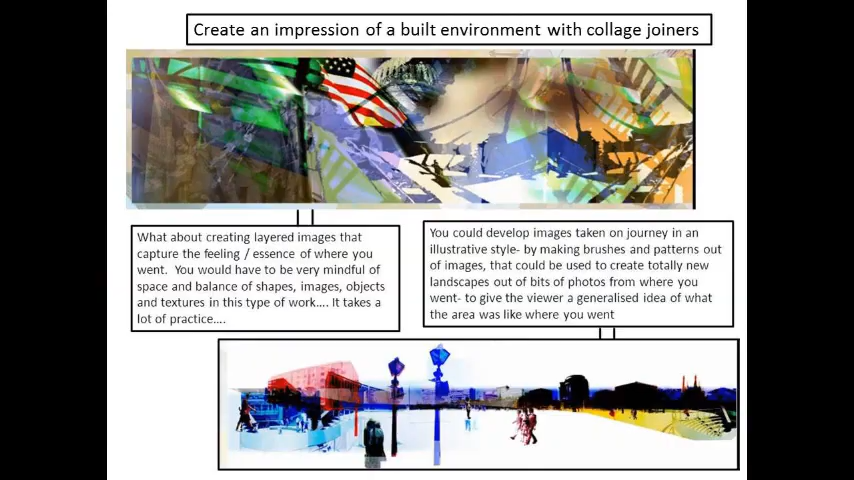 Create an impression of a built environment with collage joiners
What about creating layered images that
capture the feeling / essence of where you
went. You would have to be very mindful of
space and balance of shapes, images, objects
and textures in this type of work.... It takes a
lot of practice....
You could develop images taken on journey in an
illustrative style- by making brushes and patterns out
of images, that could be used to create totally new
landscapes out of bits of photos from where you
went- to give the viewer a generalised idea of what
the area was like where you went